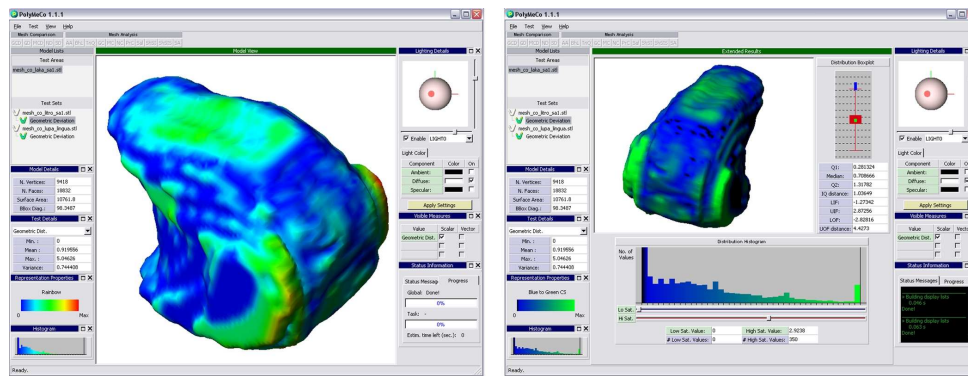 PolyMeCo 1.1.1
File Test View Help
Mesh Comparison Mesh Analysis
Model Lists
Test Areas
mesh_co_laka_sa1.stl
Test Sets
mesh_co_litro_sa1.stl
Geometric Deviation
mesh_co_lupa_lingua.stl
Geometric Deviation
Model Details
N. Vertices: 9418
N. Faces: 18832
Surface Area: 10761.8
BBox Diag.: 98.3487
Test Details
Geometric Dist.
Min. : 0
Mean : 0.919556
Max. : 5.04626
Variance: 0.744408
Representation Properties
Rainbow
0 Max
Histogram
Ready.
Model View
Lighting Details
Enable LIGHT0
Light Color
Component Color On
Ambient:
Diffuse:
Specular:
Apply Settings
Visible Measures
Value Scalar Vector
Geometric Dist.
Status Information
Status Messag Progress
Global: Done!
0%
Task: -
0%
Estim. time left (sec.): 0
PolyMeCo 1.1.1
File Test View Help
Mesh Comparison Mesh Analysis
Model Lists
Test Areas
mesh_co_laka_sa1.stl
Test Sets
mesh_co_litro_sa1.stl
Geometric Deviation
mesh_co_lupa_lingua.stl
Geometric Deviation
Model Details
N. Vertices: 9418
N. Faces: 18832
Surface Area: 10761.8
BBox Diag.: 98.3487
Test Details
Geometric Dist.
Min. : 0
Mean : 0.919556
Max. : 5.04626
Variance: 0.744408
Representation Properties
Blue to Green CS
0 Max
Histogram
Ready.
Extended Results
Distribution Boxplot
Q1: 0.281324
Median: 0.708666
Q2: 1.31782
IQ distance: 1.03649
LIF: -1.27342
UIF: 2.87256
LOF: -2.82816
UOF distance: 4.4273
Distribution Histogram
No. of Values
Lo Sat.
Hi Sat.
Low Sat. Value: 0 High Sat. Value: 2.9238
# Low Sat. Values: 0 # High Sat. Values: 350
Lighting Details
Enable LIGHT0
Light Color
Component Color On
Ambient:
Diffuse:
Specular:
Apply Settings
Visible Measures
Value Scalar Vector
Geometric Dist.
Status Information
Status Messages Progress
+ Building display lists
0.046 s
Done!
+ Building display lists
0.063 s
Done!